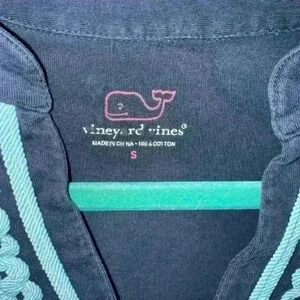 vineyard vines®
MADE IN CHINA • 100% COTTON
S